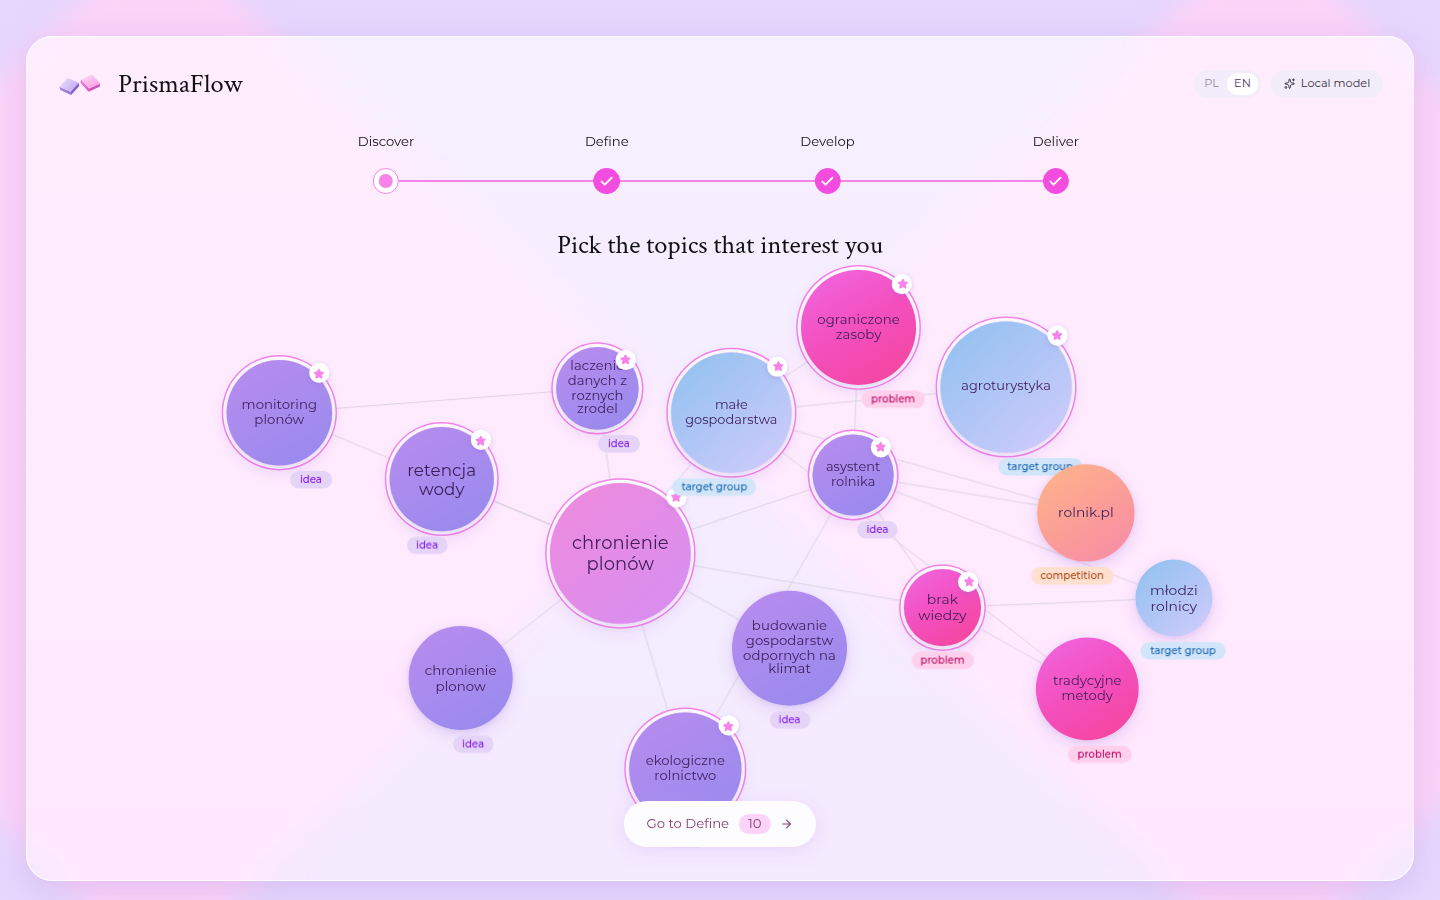 PrismaFlow
PL
EN
Local model
Discover
Define
Develop
Deliver
Pick the topics that interest you
ograniczone
zasoby
problem
agroturystyka
target group
laczenie
danych z
roznych
zrodel
idea
małe
gospodarstwa
target group
monitoring
plonów
idea
retencja
wody
idea
asystent
rolnika
idea
rolnik.pl
competition
chronienie
plonów
młodzi
rolnicy
target group
brak
wiedzy
problem
budowanie
gospodarstw
odpornych na
klimat
idea
chronienie
plonow
idea
tradycyjne
metody
problem
ekologiczne
rolnictwo
Go to Define
10